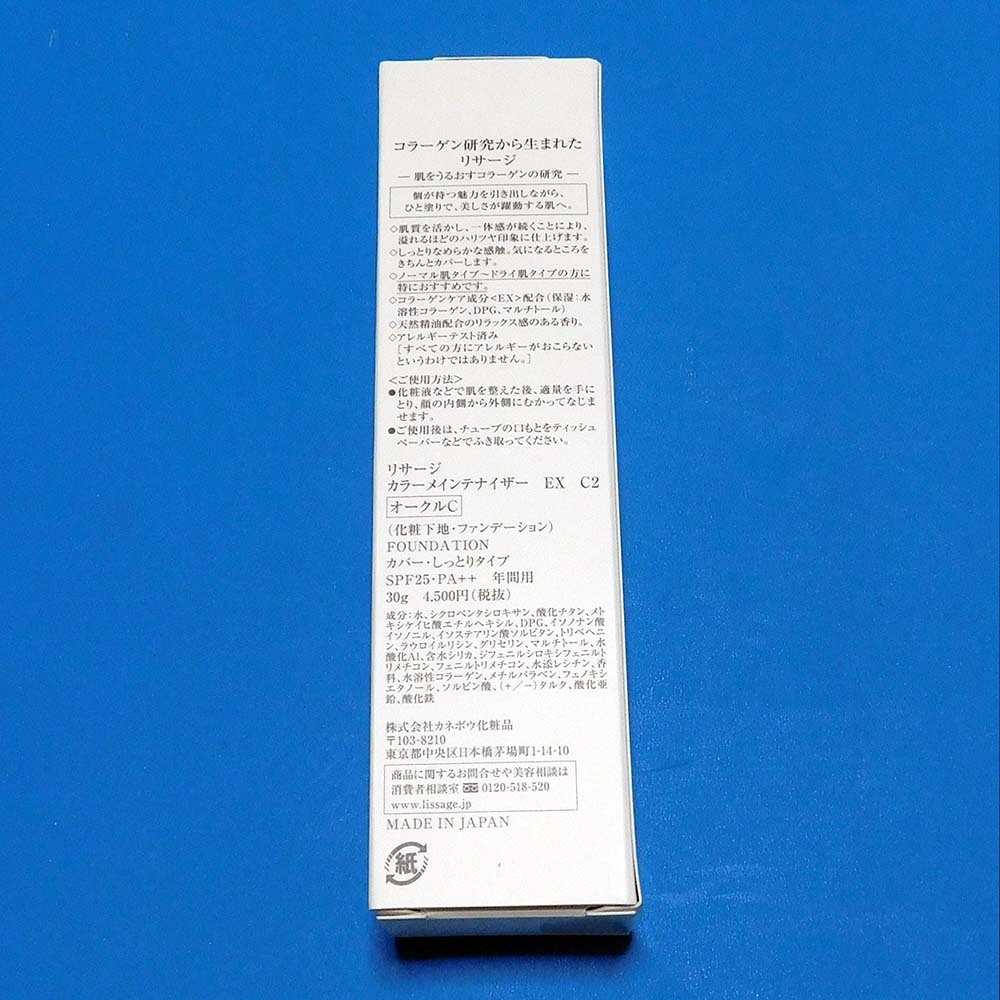 コラーゲン研究から生まれた
リサージ
― 肌をうるおすコラーゲンの研究 ―
個が持つ魅力を引き出しながら、
ひと塗りで、美しさが躍動する肌へ。
◇肌質を活かし、一体感が続くことにより、
溢れるほどのハリツヤ印象に仕上げます。
◇しっとりなめらかな感触。気になるところを
きちんとカバーします。
◇ノーマル肌タイプ~ドライ肌タイプの方に
特におすすめです。
◇コラーゲンケア成分<EX>配合(保湿:水
溶性コラーゲン、DPG、マルチトール)
◇天然精油配合のリラックス感のある香り。
◇アレルギーテスト済み
[すべての方にアレルギーがおこらない
というわけではありません。]
<ご使用方法>
●化粧液などで肌を整えた後、適量を手に
とり、顔の内側から外側にむかってなじま
せます。
●ご使用後は、チューブの口もとをティッシュ
ペーパーなどでふき取ってください。
リサージ
カラーメインテナイザー EX C2
オークルC
(化粧下地・ファンデーション)
FOUNDATION
カバー・しっとりタイプ
SPF25・PA++ 年間用
30g 4,500円(税抜)
成分:水、シクロペンタシロキサン、酸化チタン、メト
キシケイヒ酸エチルヘキシル、DPG、イソノナン酸
イソノニル、イソステアリン酸ソルビタン、トリベヘニ
ン、ラウロイルリシン、グリセリン、マルチトール、水
酸化Al、含水シリカ、ジフェニルシロキシフェニルト
リメチコン、フェニルトリメチコン、水添レシチン、香
料、水溶性コラーゲン、メチルパラベン、フェノキシ
エタノール、ソルビン酸、(+/-)タルク、酸化亜
鉛、酸化鉄
株式会社カネボウ化粧品
〒103-8210
東京都中央区日本橋茅場町1-14-10
商品に関するお問合せや美容相談は
消費者相談室 0120-518-520
www.lissage.jp
MADE IN JAPAN
紙